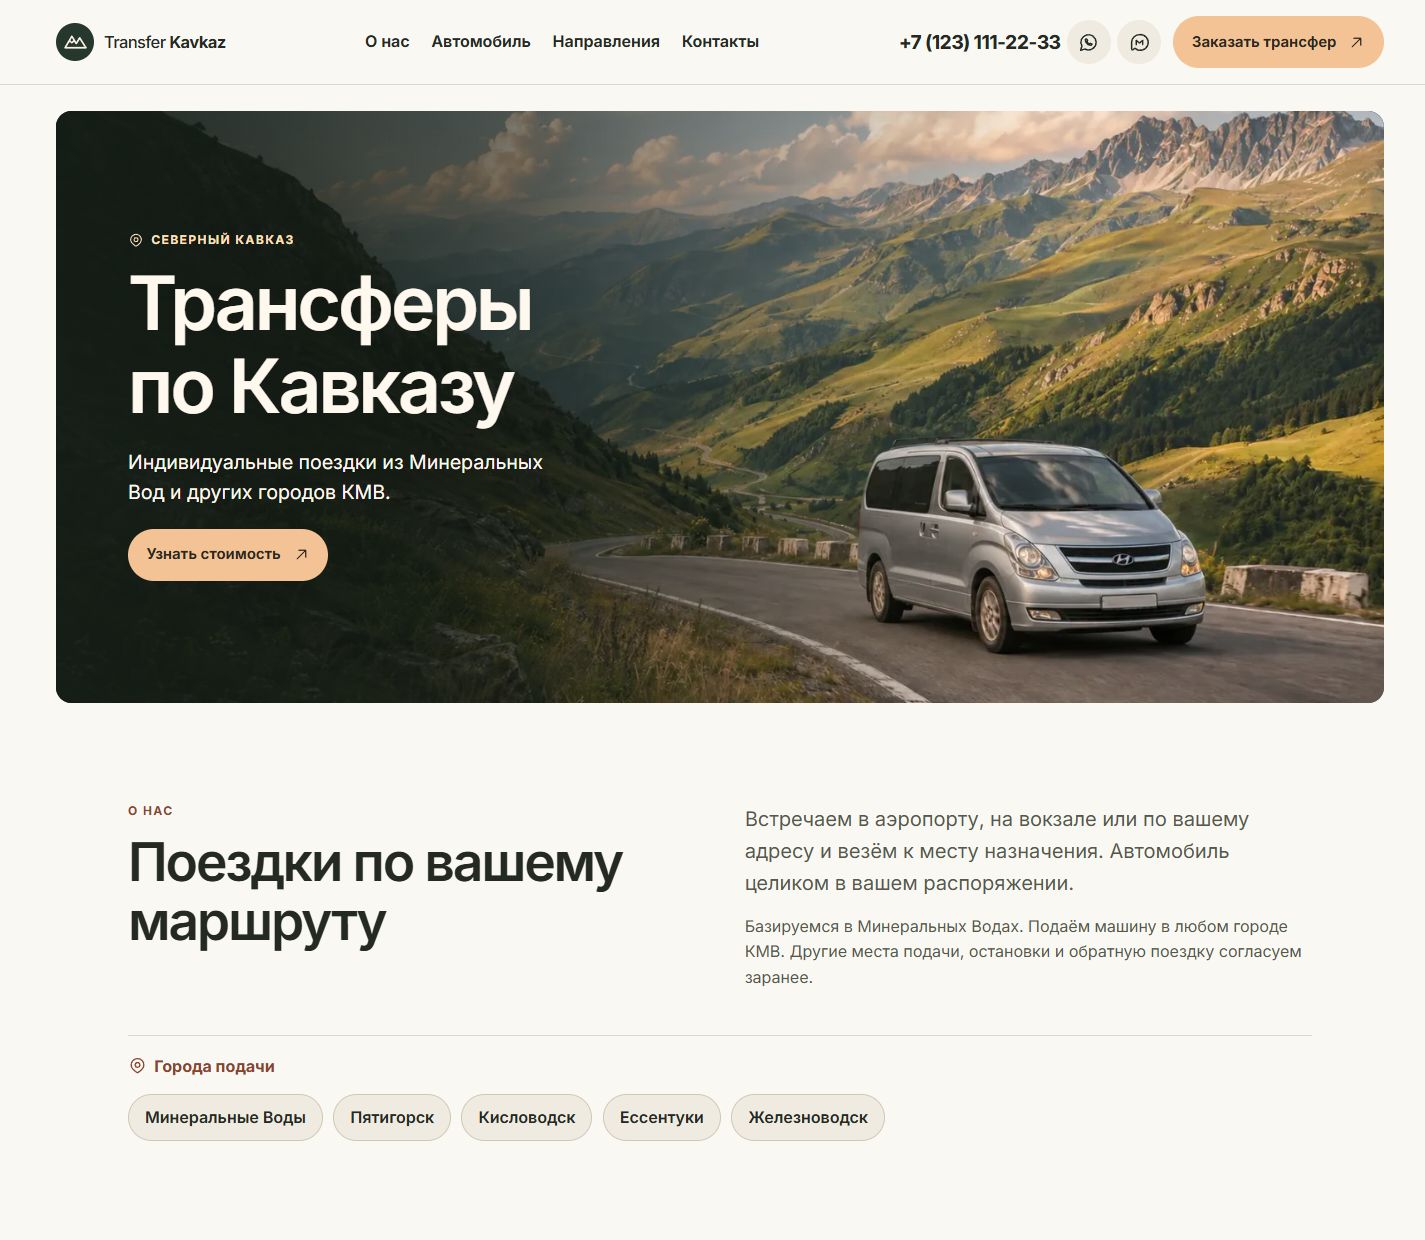 Transfer Kavkaz
О нас Автомобиль Направления Контакты
+7 (123) 111-22-33
Заказать трансфер
СЕВЕРНЫЙ КАВКАЗ
Трансферы
по Кавказу
Индивидуальные поездки из Минеральных
Вод и других городов КМВ.
Узнать стоимость
О НАС
Поездки по вашему
маршруту
Встречаем в аэропорту, на вокзале или по вашему
адресу и везём к месту назначения. Автомобиль
целиком в вашем распоряжении.
Базируемся в Минеральных Водах. Подаём машину в любом городе
КМВ. Другие места подачи, остановки и обратную поездку согласуем
заранее.
Города подачи
Минеральные Воды Пятигорск Кисловодск Ессентуки Железноводск